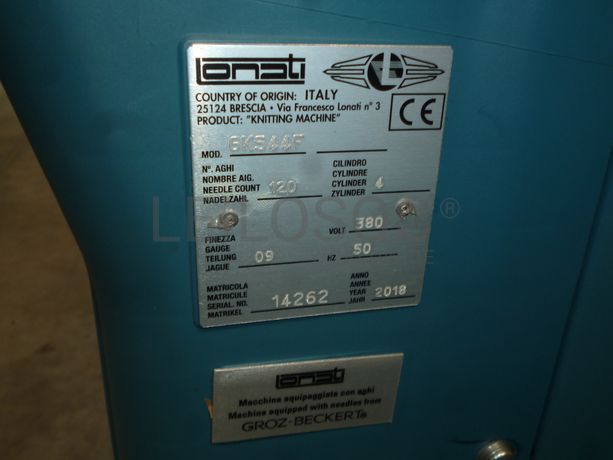 Lonati
COUNTRY OF ORIGIN: ITALY
25124 BRESCIA • Via Francesco Lonati n° 3
PRODUCT: "KNITTING MACHINE"
CE
MOD. GK544F
N°. AGHI
NOMBRE AIG.
NEEDLE COUNT 120
NADELZAHL
CILINDRO
CYLINDRE
CYLINDER 4
ZYLINDER
FINEZZA
GAUGE
TEILUNG 09
JAUGE
VOLT 380
HZ 50
MATRICOLA
MATRICULE
SERIAL. NO. 14262
MATRIKEL
ANNO
ANNEE
YEAR 2018
JAHR
Lonati
Macchine equipaggiate con aghi
Machine equipped with needles from
GROZ-BECKERT®